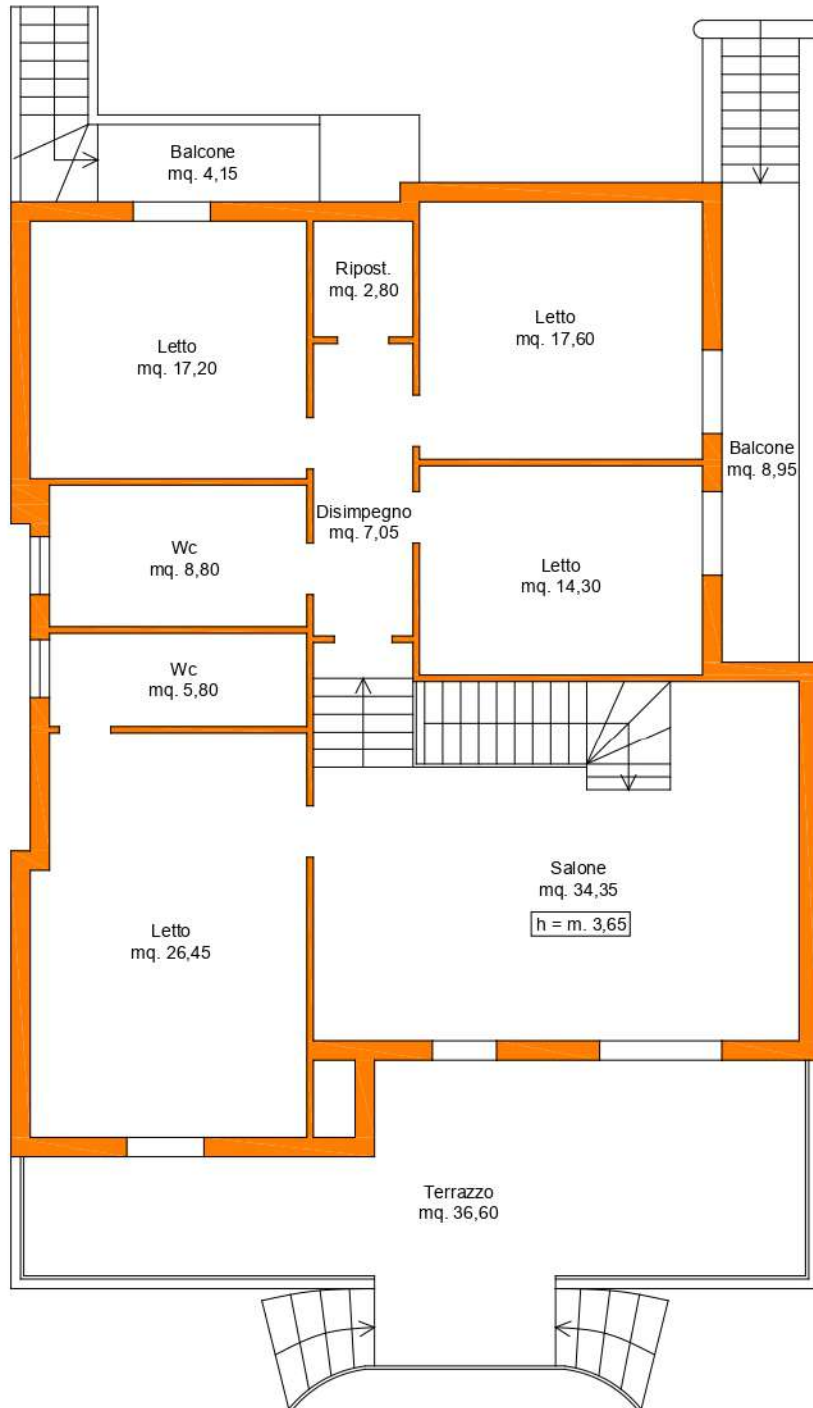 Balcone
mq. 4,15
Ripost.
mq. 2,80
Letto
mq. 17,20
Letto
mq. 17,60
Balcone
mq. 8,95
Disimpegno
mq. 7,05
Wc
mq. 8,80
Letto
mq. 14,30
Wc
mq. 5,80
Salone
mq. 34,35
h = m. 3,65
Letto
mq. 26,45
Terrazzo
mq. 36,60